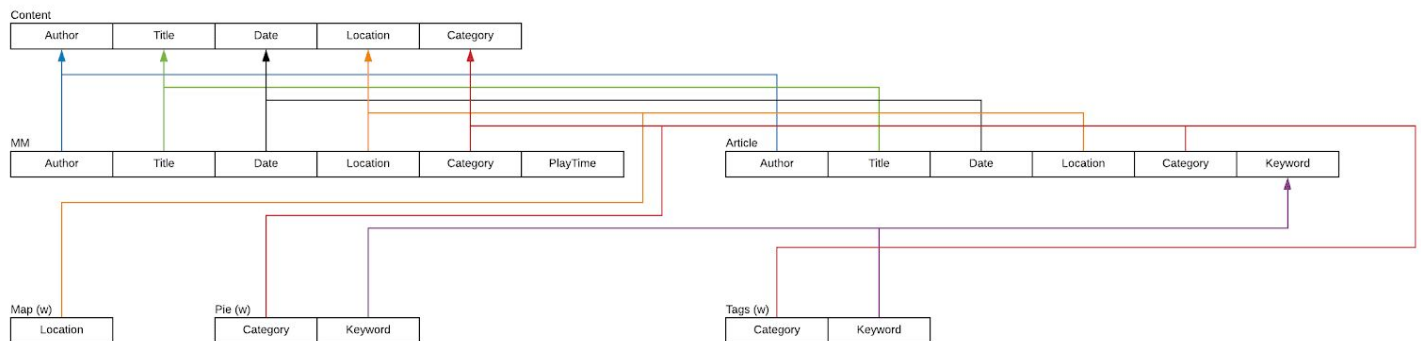 Content
Author Title Date Location Category
MM
Author Title Date Location Category PlayTime
Article
Author Title Date Location Category Keyword
Map (w)
Location
Pie (w)
Category Keyword
Tags (w)
Category Keyword